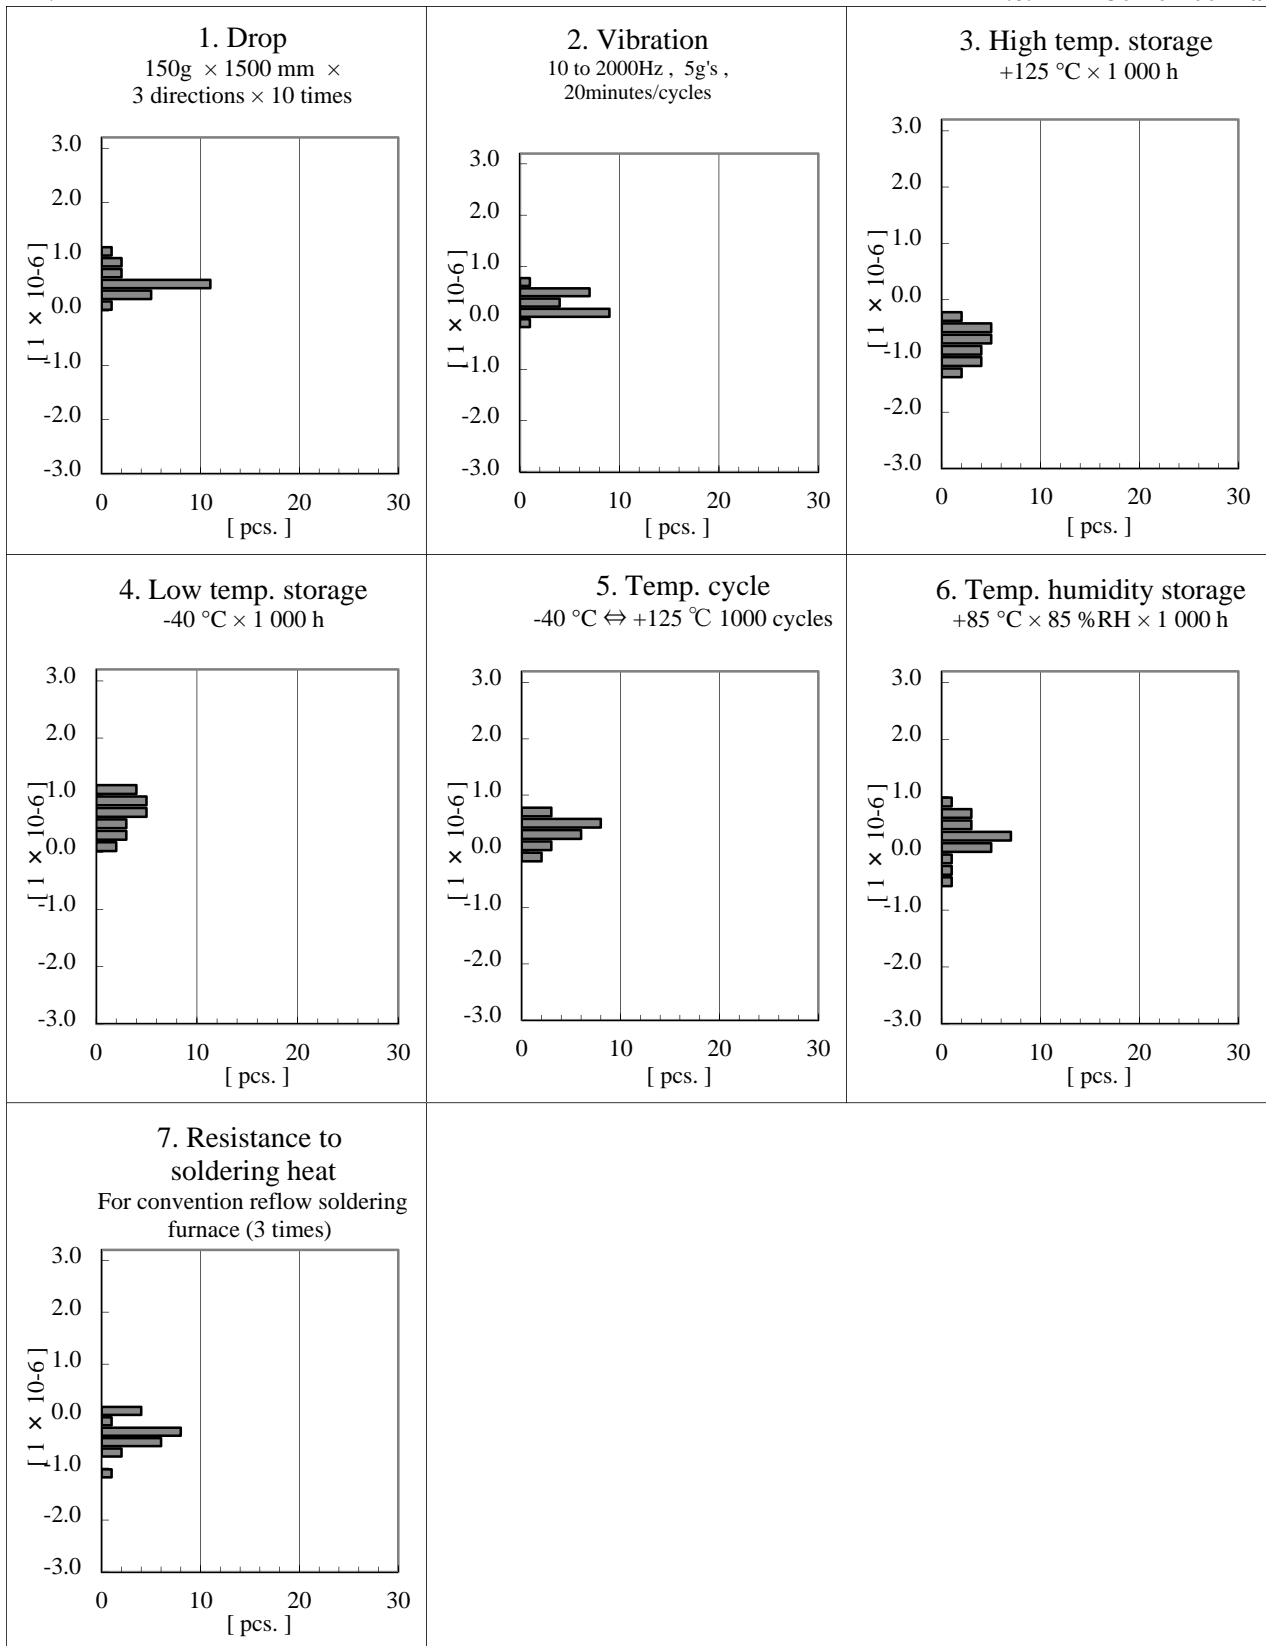 1. Drop
150g × 1500 mm ×
3 directions × 10 times
3.0
2.0
1.0
0.0
-1.0
-2.0
-3.0
[ 1 × 10-6 ]
0 10 20 30
[ pcs. ]
2. Vibration
10 to 2000Hz , 5g's ,
20minutes/cycles
3.0
2.0
1.0
0.0
-1.0
-2.0
-3.0
[ 1 × 10-6 ]
0 10 20 30
[ pcs. ]
3. High temp. storage
+125 °C × 1 000 h
3.0
2.0
1.0
0.0
-1.0
-2.0
-3.0
[ 1 × 10-6 ]
0 10 20 30
[ pcs. ]
4. Low temp. storage
-40 °C × 1 000 h
3.0
2.0
1.0
0.0
-1.0
-2.0
-3.0
[ 1 × 10-6 ]
0 10 20 30
[ pcs. ]
5. Temp. cycle
-40 °C ⇔ +125 ℃ 1000 cycles
3.0
2.0
1.0
0.0
-1.0
-2.0
-3.0
[ 1 × 10-6 ]
0 10 20 30
[ pcs. ]
6. Temp. humidity storage
+85 °C × 85 %RH × 1 000 h
3.0
2.0
1.0
0.0
-1.0
-2.0
-3.0
[ 1 × 10-6 ]
0 10 20 30
[ pcs. ]
7. Resistance to
soldering heat
For convention reflow soldering
furnace (3 times)
3.0
2.0
1.0
0.0
-1.0
-2.0
-3.0
[ 1 × 10-6 ]
0 10 20 30
[ pcs. ]